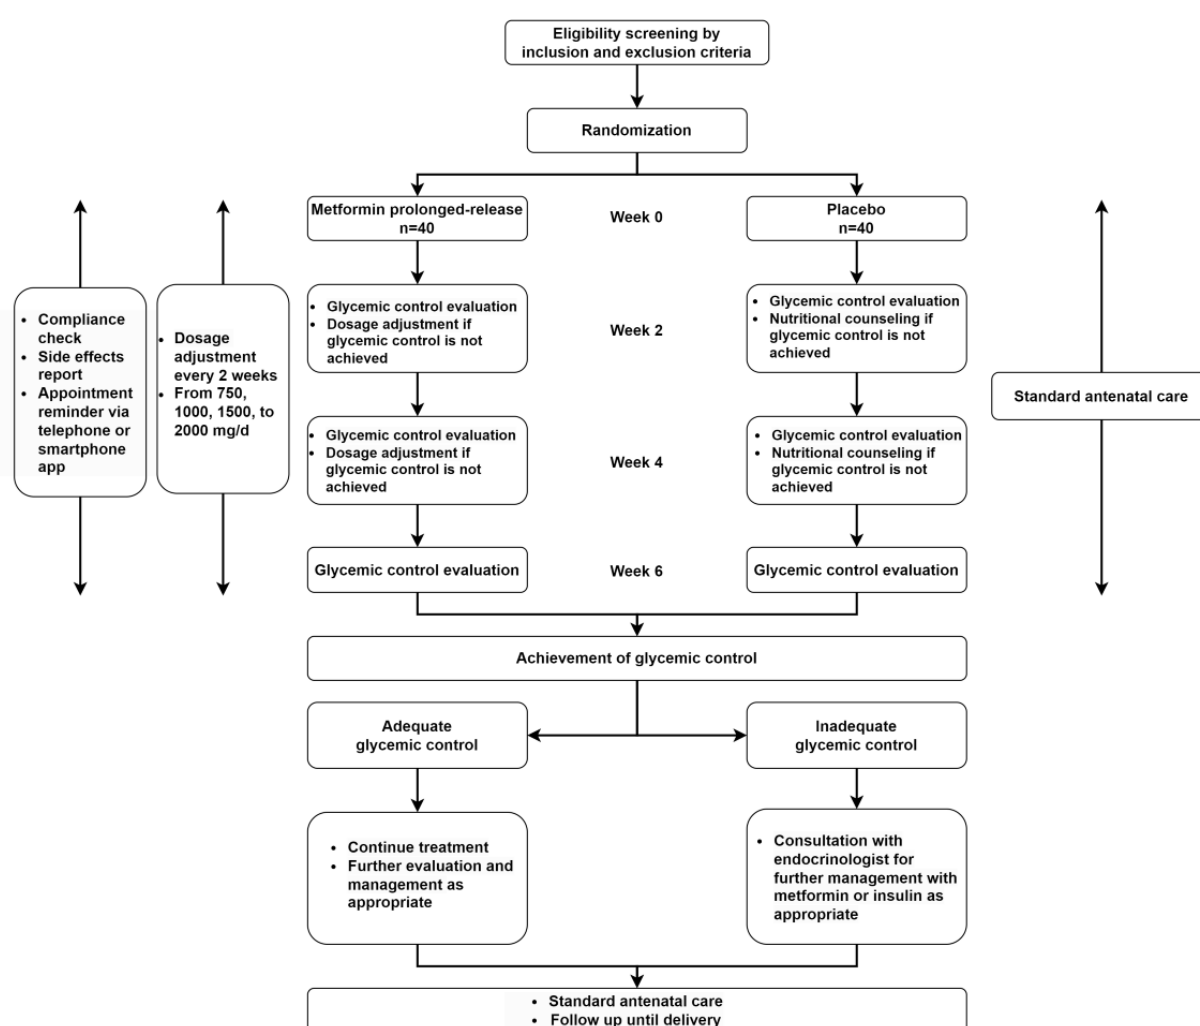 Eligibility screening by
inclusion and exclusion criteria
Randomization
Metformin prolonged-release
n=40
Week 0
Placebo
n=40
• Compliance
check
• Side effects
report
• Appointment
reminder via
telephone or
smartphone
app
• Dosage
adjustment
every 2 weeks
• From 750,
1000, 1500, to
2000 mg/d
• Glycemic control evaluation
• Dosage adjustment if
glycemic control is not
achieved
Week 2
• Glycemic control evaluation
• Nutritional counseling if
glycemic control is not
achieved
Standard antenatal care
• Glycemic control evaluation
• Dosage adjustment if
glycemic control is not
achieved
Week 4
• Glycemic control evaluation
• Nutritional counseling if
glycemic control is not
achieved
Glycemic control evaluation
Week 6
Glycemic control evaluation
Achievement of glycemic control
Adequate
glycemic control
Inadequate
glycemic control
• Continue treatment
• Further evaluation and
management as
appropriate
• Consultation with
endocrinologist for
further management with
metformin or insulin as
appropriate
• Standard antenatal care
• Follow up until delivery